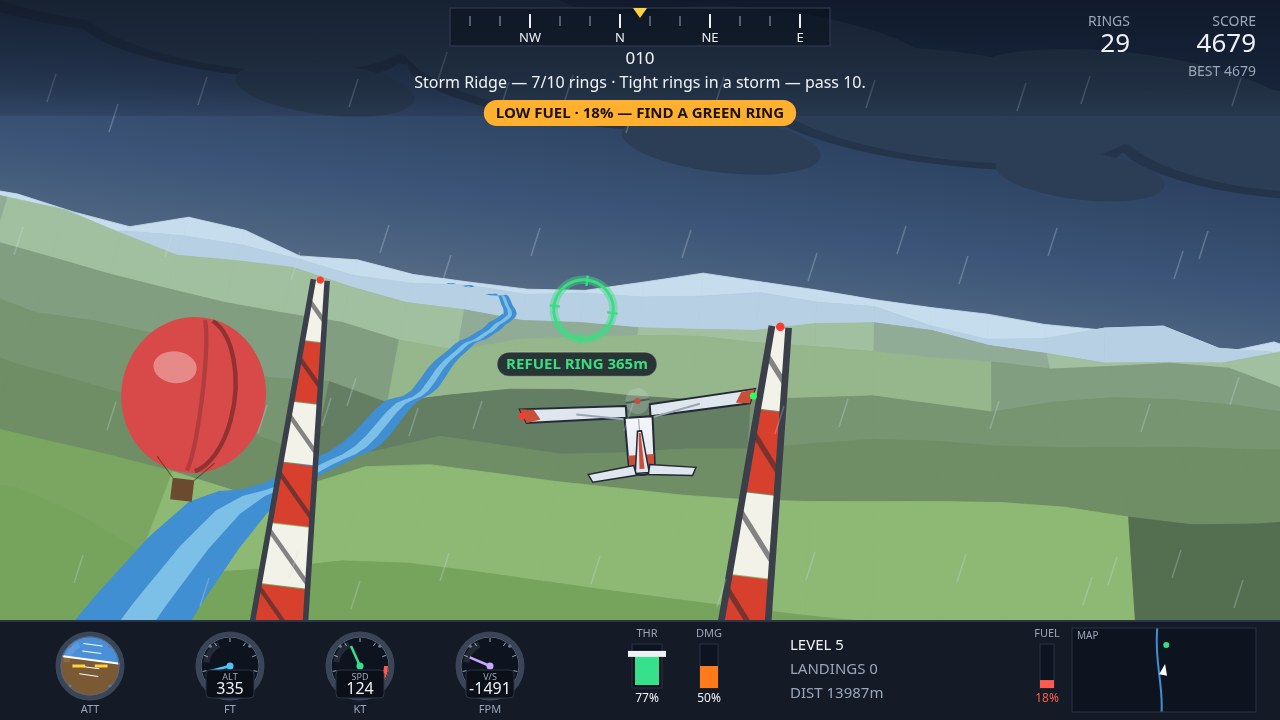 NW N NE E
010
Storm Ridge — 7/10 rings · Tight rings in a storm — pass 10.
LOW FUEL · 18% — FIND A GREEN RING
RINGS
29
SCORE
4679
BEST 4679
REFUEL RING 365m
ATT
ALT
335
FT
SPD
124
KT
V/S
-1491
FPM
THR
77%
DMG
50%
LEVEL 5
LANDINGS 0
DIST 13987m
FUEL
18%
MAP